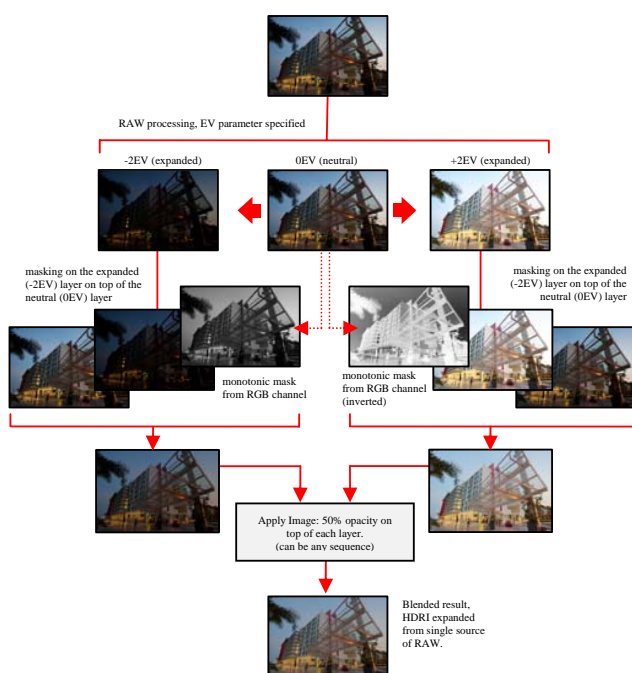 RAW processing, EV parameter specified
-2EV (expanded)
0EV (neutral)
+2EV (expanded)
masking on the expanded
(-2EV) layer on top of the
neutral (0EV) layer
masking on the expanded
(-2EV) layer on top of the
neutral (0EV) layer
monotonic mask
from RGB channel
monotonic mask
from RGB channel
(inverted)
Apply Image: 50% opacity on
top of each layer.
(can be any sequence)
Blended result,
HDRI expanded
from single source
of RAW.